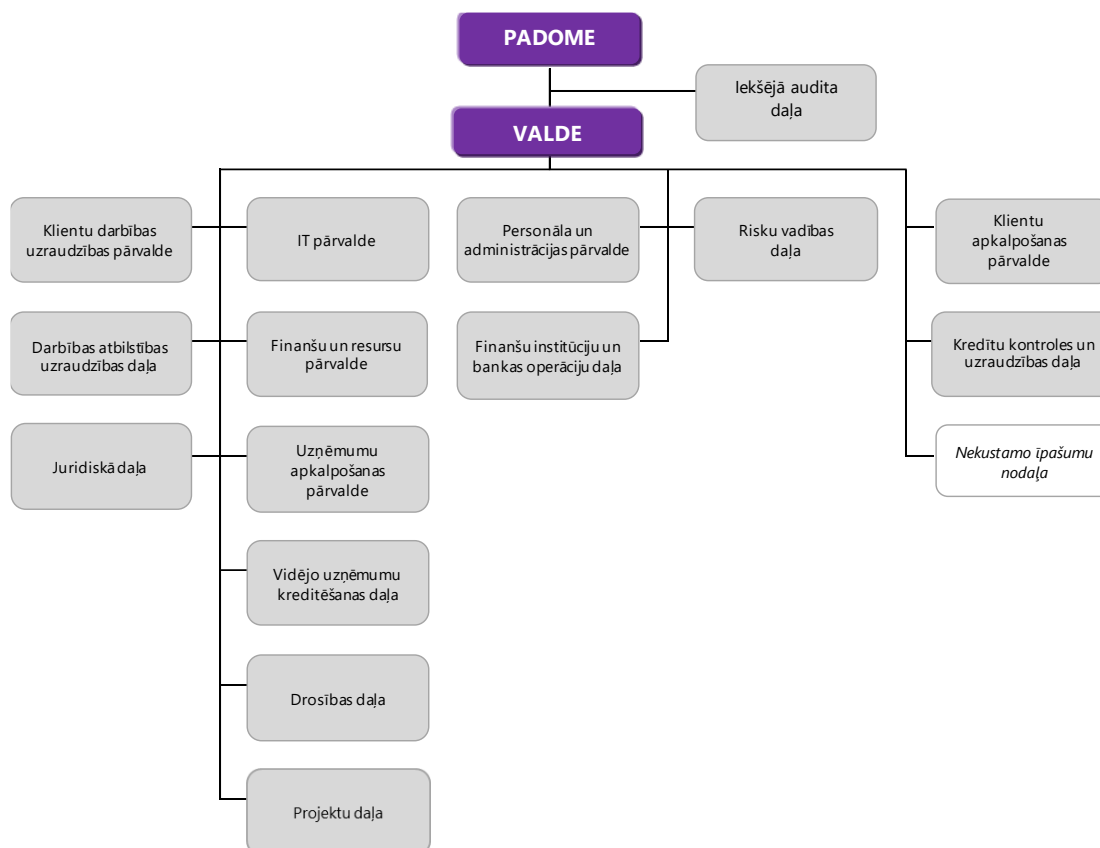 PADOME
Iekšējā audita
daļa
VALDE
Klientu darbības
uzraudzības pārvalde
IT pārvalde
Personāla un
administrācijas pārvalde
Risku vadības
daļa
Klientu
apkalpošanas
pārvalde
Darbības atbilstības
uzraudzības daļa
Finanšu un resursu
pārvalde
Finanšu institūciju un
bankas operāciju daļa
Kredītu kontroles un
uzraudzības daļa
Juridiskā daļa
Uzņēmumu
apkalpošanas
pārvalde
Nekustamo īpašumu
nodaļa
Vidējo uzņēmumu
kreditēšanas daļa
Drosības daļa
Projektu daļa